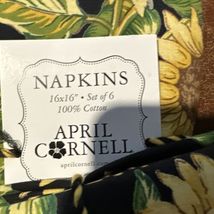 NAPKINS
16x16" • Set of 6
100% Cotton
APRIL
CORNELL
aprilcornell.com